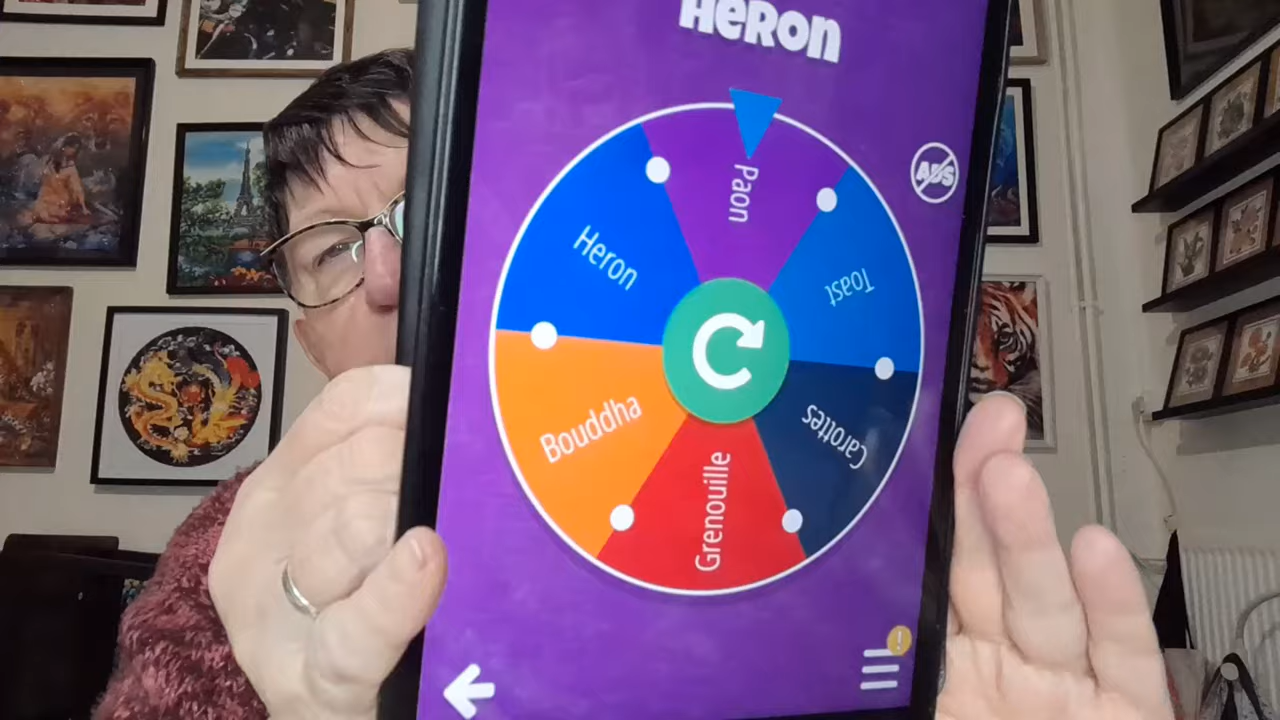 HERON
Paon
Heron
Toast
ADS
Bouddha
Carottes
Grenouille
!